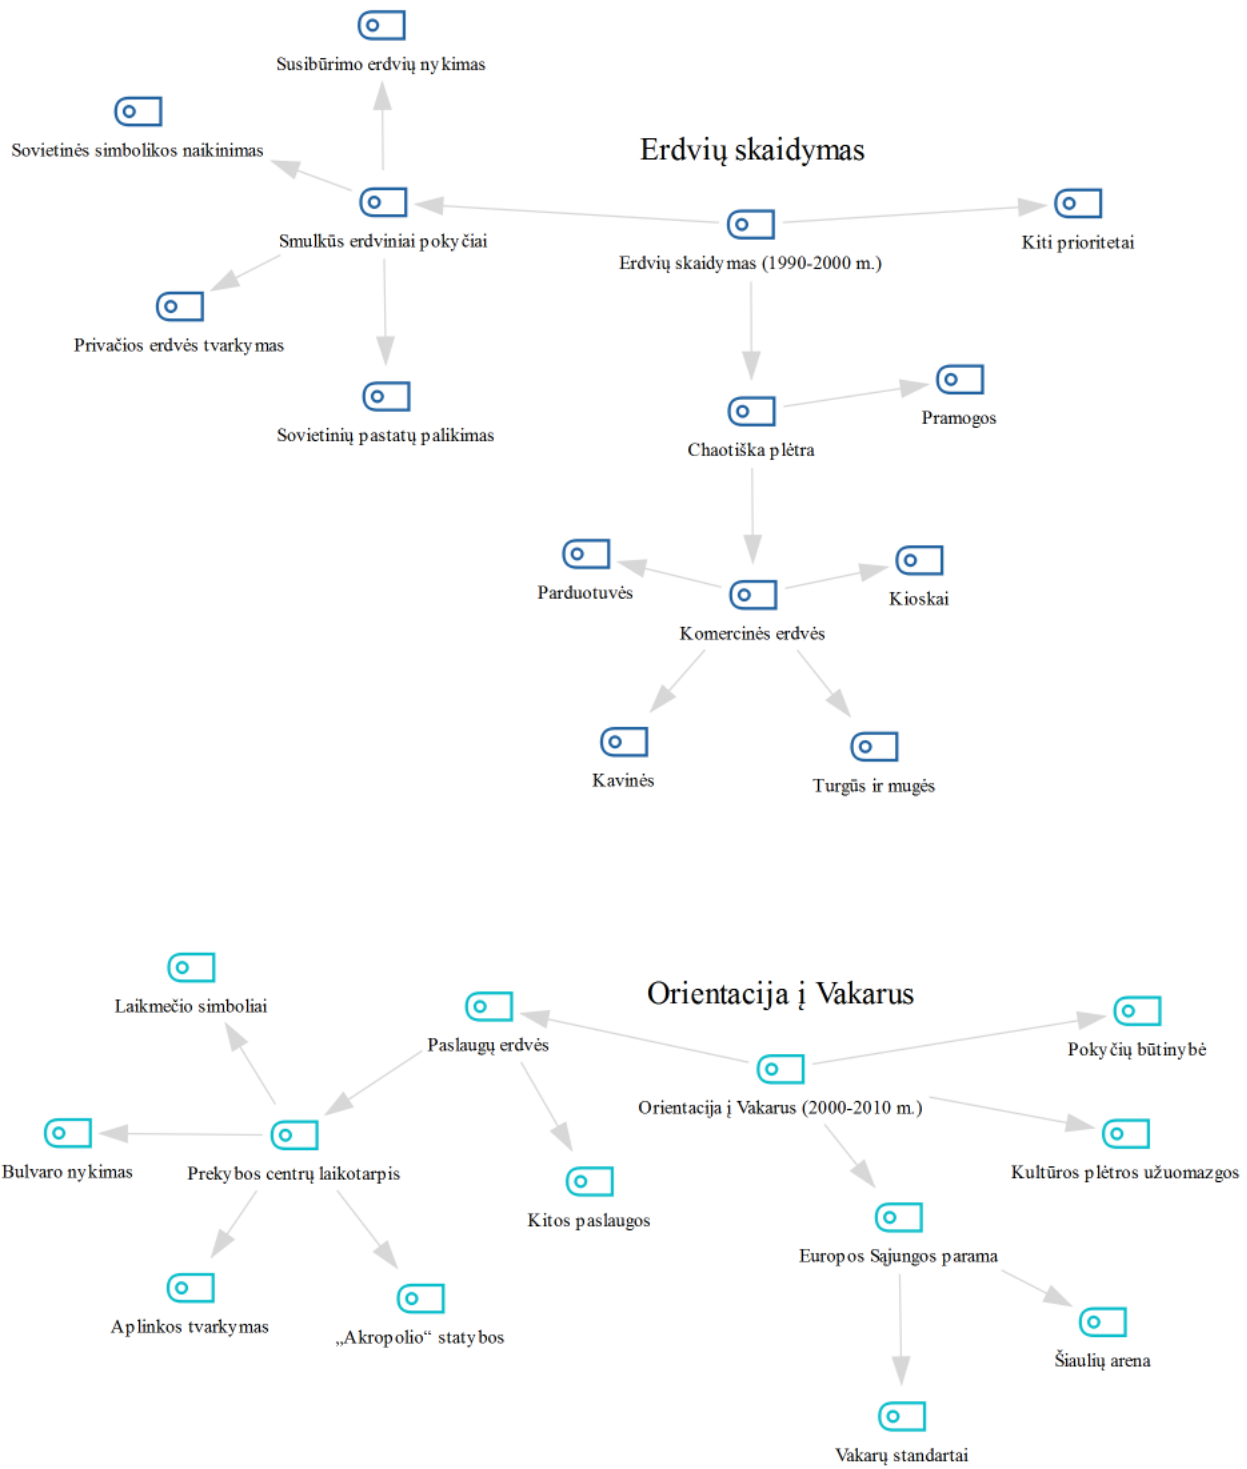 Susibūrimo erdvių nykimas
Sovietinės simbolikos naikinimas
Erdvių skaidymas
Smulkūs erdviniai pokyčiai
Kiti prioritetai
Erdvių skaidymas (1990-2000 m.)
Privačios erdvės tvarkymas
Sovietinių pastatų palikimas
Pramogos
Chaotiška plėtra
Parduotuvės
Kioskai
Komercinės erdvės
Kavinės
Turgūs ir mugės
Orientacija į Vakarus
Laikmečio simboliai
Paslaugų erdvės
Pokyčių būtinybė
Orientacija į Vakarus (2000-2010 m.)
Bulvaro nykimas
Prekybos centrų laikotarpis
Kultūros plėtros užuomazgos
Kitos paslaugos
Europos Sąjungos parama
Aplinkos tvarkymas
„Akropolio“ statybos
Šiaulių arena
Vakarų standartai